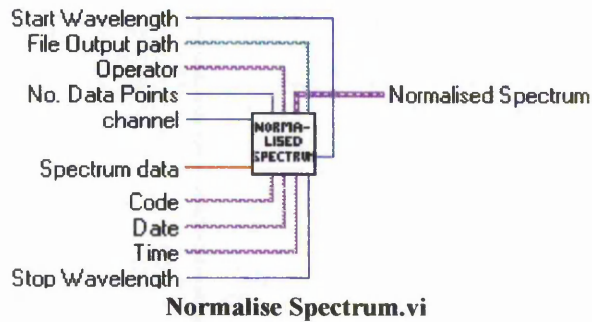 Start Wavelength
File Output path
Operator
No. Data Points
channel
Normalised Spectrum
NORMA-
LISED
SPECTRUM
Spectrum data
Code
Date
Time
Stop Wavelength
Normalise Spectrum.vi